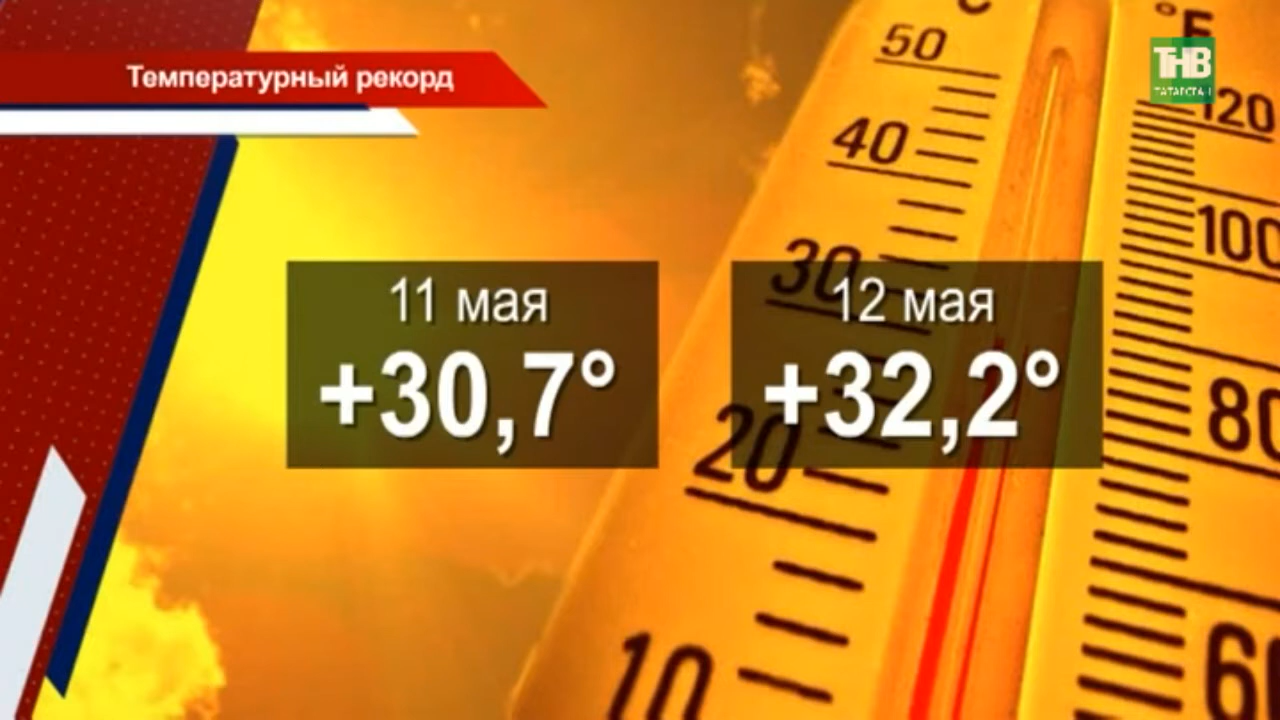 Температурный рекорд
ТНВ
ТАТАРСТАН
11 мая
+30,7°
12 мая
+32,2°
C
°F
50
40
30
20
10
120
100
80
60